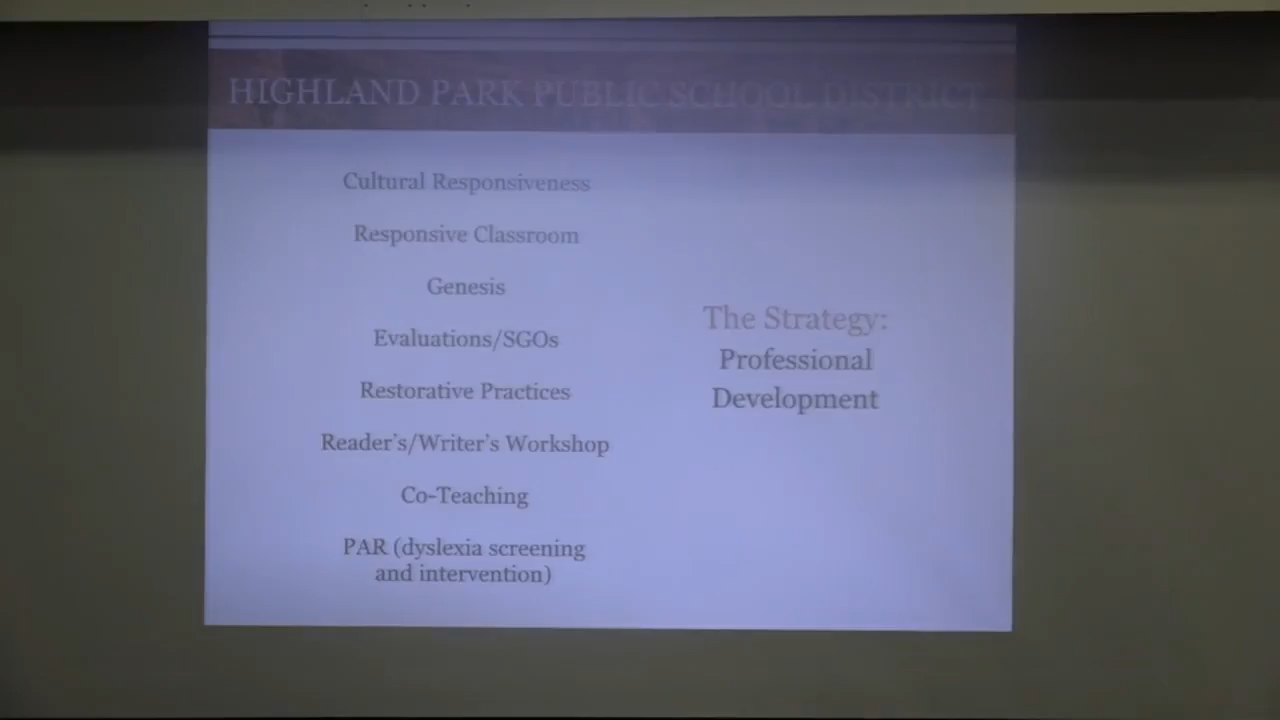 HIGHLAND PARK PUBLIC SCHOOL DISTRICT
Cultural Responsiveness
Responsive Classroom
Genesis
Evaluations/SGOs
Restorative Practices
Reader's/Writer's Workshop
Co-Teaching
PAR (dyslexia screening
and intervention)
The Strategy:
Professional
Development